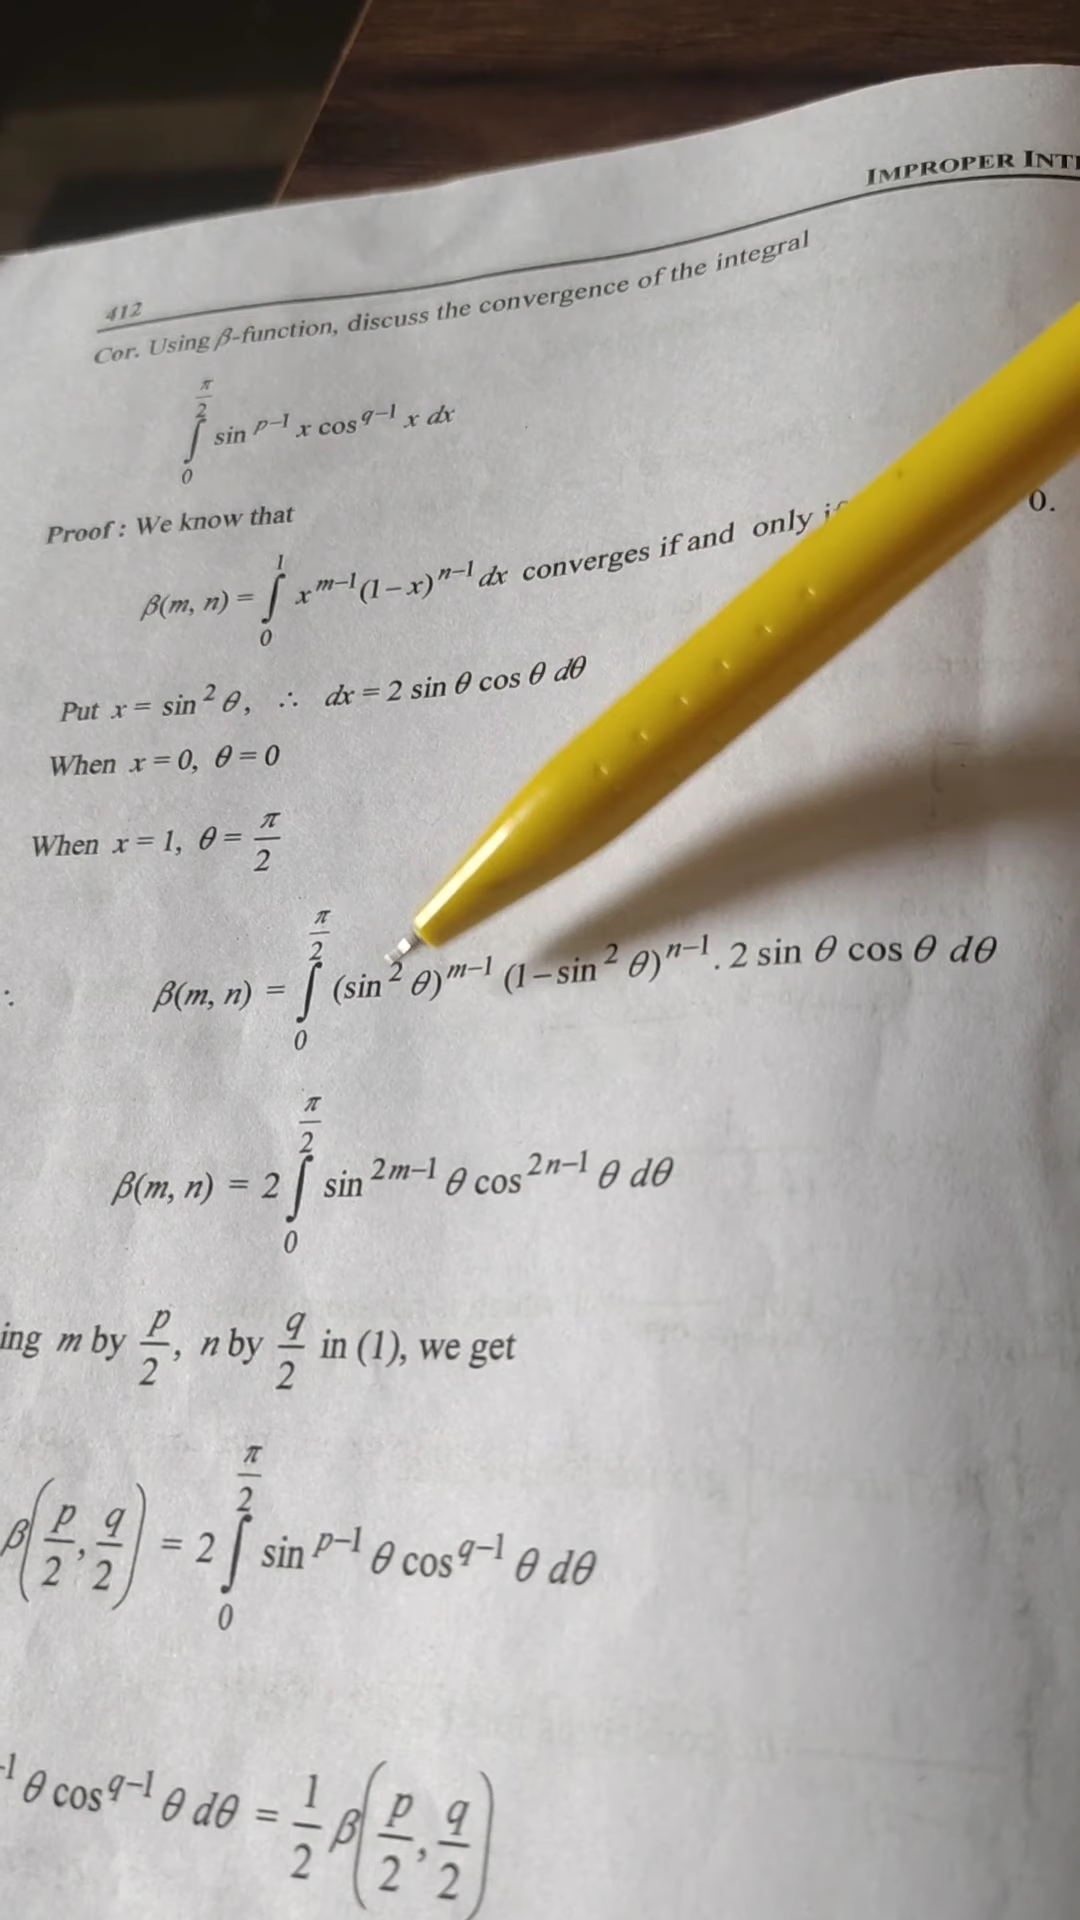 IMPROPER INT
412
Cor. Using β-function, discuss the convergence of the integral
∫₀^(π/2) sin^(p–1) x cos^(q–1) x dx
Proof : We know that
β(m, n) = ∫₀^1 x^(m–1) (1–x)^(n–1) dx converges if and only 0.
Put x = sin² θ, ∴ dx = 2 sin θ cos θ dθ
When x = 0, θ = 0
When x = 1, θ = π/2
∴ β(m, n) = ∫₀^(π/2) (sin² θ)^(m–1) (1–sin² θ)^(n–1) . 2 sin θ cos θ dθ
β(m, n) = 2 ∫₀^(π/2) sin^(2m–1) θ cos^(2n–1) θ dθ
ing m by p/2, n by q/2 in (1), we get
β(p/2, q/2) = 2 ∫₀^(π/2) sin^(p–1) θ cos^(q–1) θ dθ
–1 θ cos^(q–1) θ dθ = 1/2 β(p/2, q/2)